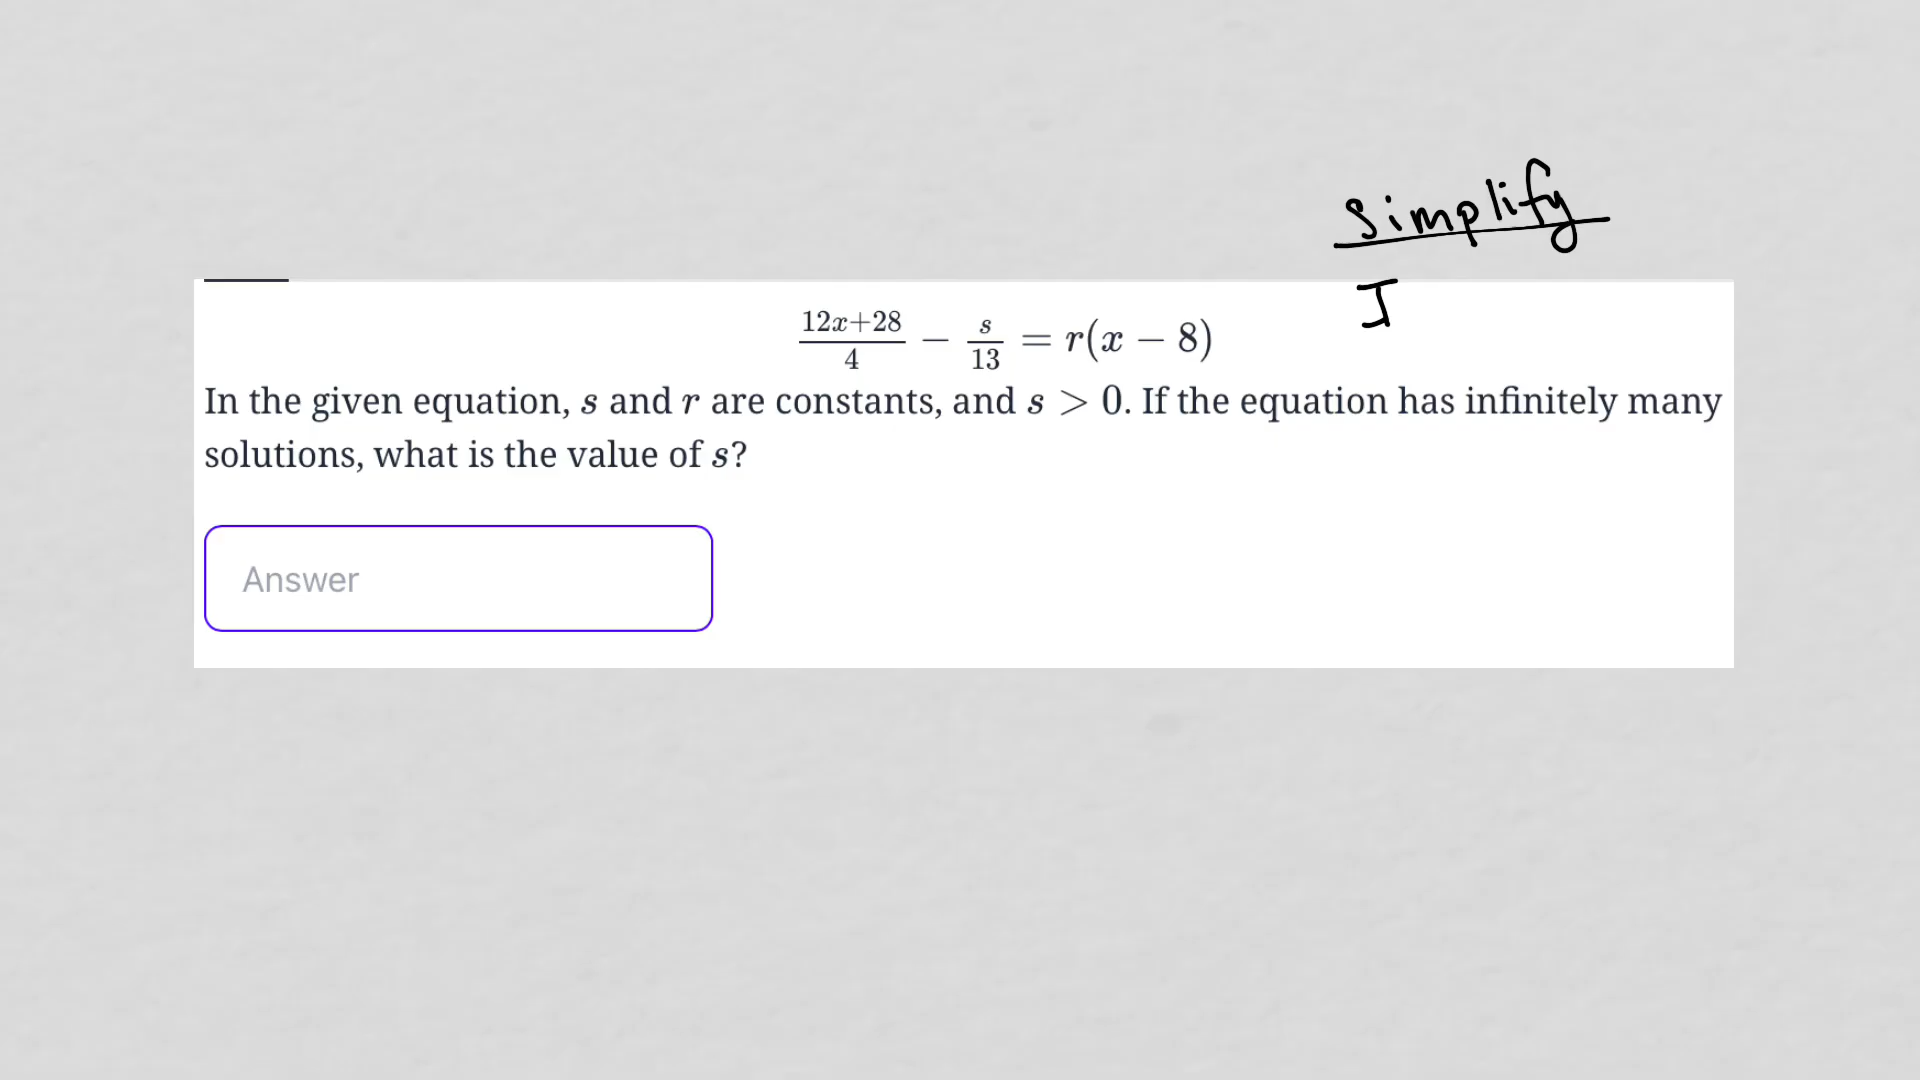 Simplify
I
12x+28/4 − s/13 = r(x − 8)
In the given equation, s and r are constants, and s > 0. If the equation has infinitely many
solutions, what is the value of s?
Answer